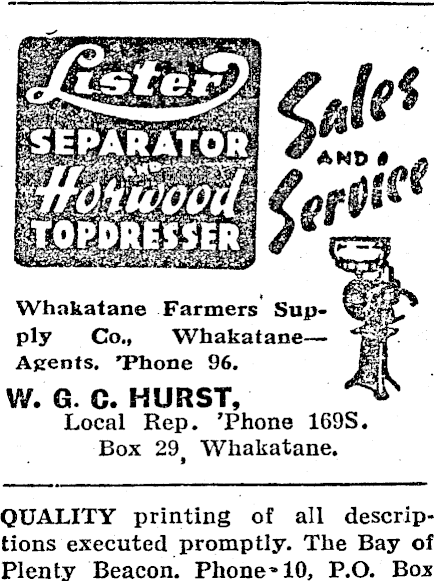 Lister
SEPARATOR
AND
Horwood
TOPDRESSER
Sales
AND
Service
Whakatane Farmers' Sup-
ply Co., Whakatane—
Agents. 'Phone 96.
W. G. C. HURST,
Local Rep. 'Phone 169S.
Box 29, Whakatane.
QUALITY printing of all descrip-
tions executed promptly. The Bay of
Plenty Beacon. Phone 10, P.O. Box